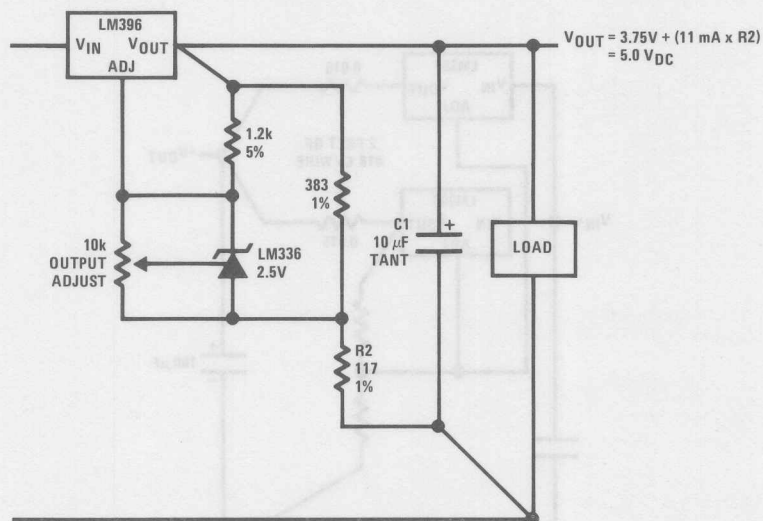 LM396
VIN VOUT
ADJ
VOUT = 3.75V + (11 mA x R2)
= 5.0 VDC
1.2k
5%
383
1%
10k
OUTPUT
ADJUST
LM336
2.5V
C1
10 μF
TANT
+
LOAD
R2
117
1%